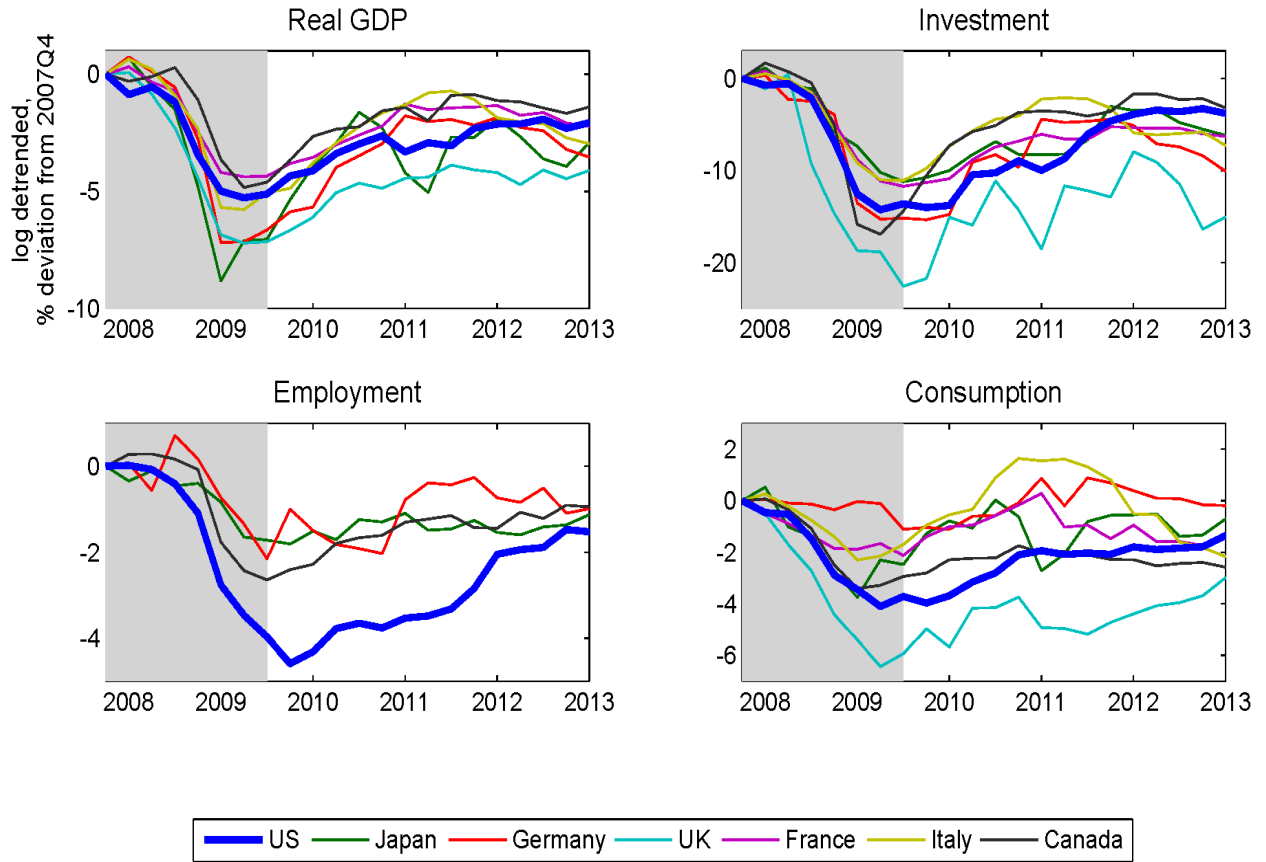 Real GDP
Investment
log detrended,
% deviation from 2007Q4
0
-5
-10
2008 2009 2010 2011 2012 2013
0
-10
-20
2008 2009 2010 2011 2012 2013
Employment
Consumption
0
-2
-4
2008 2009 2010 2011 2012 2013
2
0
-2
-4
-6
2008 2009 2010 2011 2012 2013
US Japan Germany UK France Italy Canada